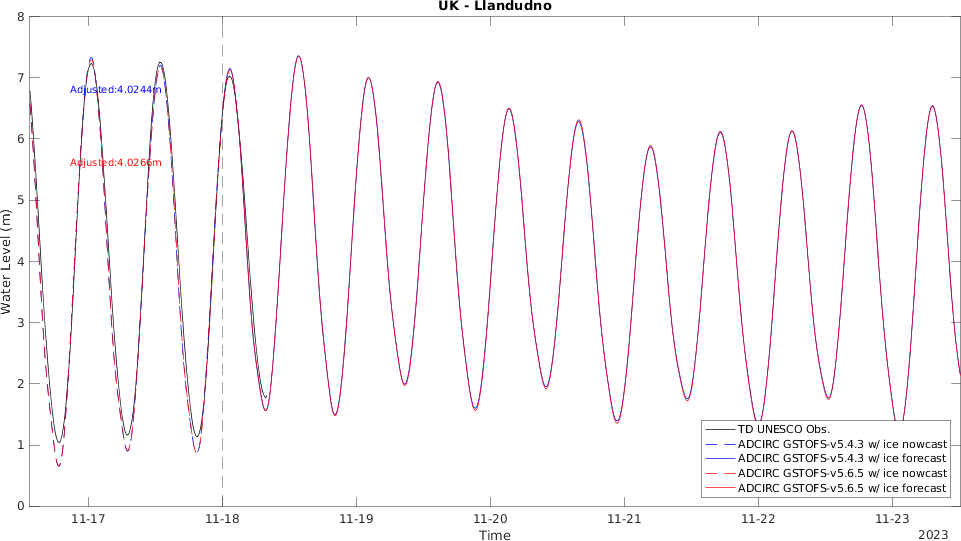 UK - Llandudno
8
7
6
5
4
3
2
1
0
Water Level (m)
Adjusted:4.0244m
Adjusted:4.0266m
TD UNESCO Obs.
ADCIRC GSTOFS-v5.4.3 w/ ice nowcast
ADCIRC GSTOFS-v5.4.3 w/ ice forecast
ADCIRC GSTOFS-v5.6.5 w/ ice nowcast
ADCIRC GSTOFS-v5.6.5 w/ ice forecast
11-17 11-18 11-19 11-20 11-21 11-22 11-23
Time
2023